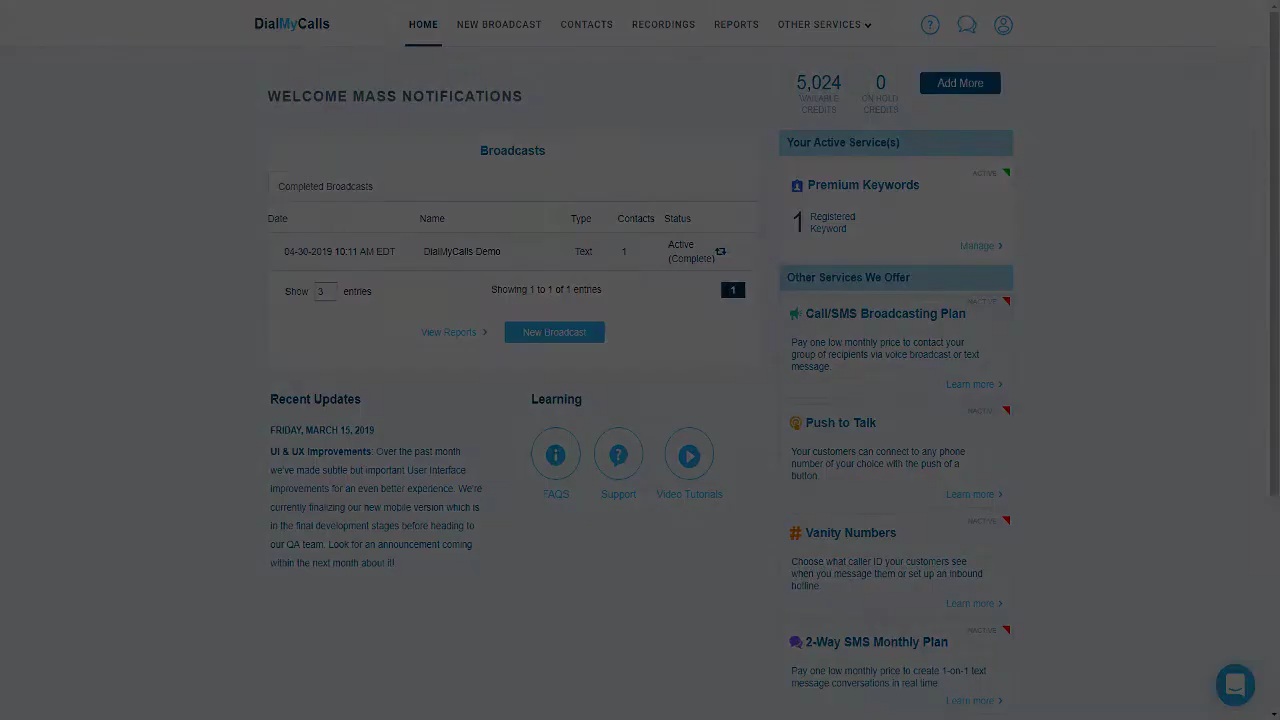 DialMyCalls
HOME NEW BROADCAST CONTACTS RECORDINGS REPORTS OTHER SERVICES
WELCOME MASS NOTIFICATIONS
5,024 0 Add More
AVAILABLE CREDITS ON HOLD CREDITS
Broadcasts
Completed Broadcasts
Date Name Type Contacts Status
04-30-2019 10:11 AM EDT DialMyCalls Demo Text 1 Active (Complete)
Show 3 entries Showing 1 to 1 of 1 entries 1
View Reports New Broadcast
Recent Updates
FRIDAY, MARCH 15, 2019
UI & UX Improvements: Over the past month
we've made subtle but important User Interface
improvements for an even better experience. We're
currently finalizing our new mobile version which is
in the final development stages before heading to
our QA team. Look for an announcement coming
within the next month about it!
Learning
FAQS Support Video Tutorials
Your Active Service(s)
ACTIVE
Premium Keywords
1 Registered
Keyword
Manage
Other Services We Offer
INACTIVE
Call/SMS Broadcasting Plan
Pay one low monthly price to contact your
group of recipients via voice broadcast or text
message.
Learn more
INACTIVE
Push to Talk
Your customers can connect to any phone
number of your choice with the push of a
button.
Learn more
INACTIVE
Vanity Numbers
Choose what caller ID your customers see
when you message them or set up an inbound
hotline.
Learn more
INACTIVE
2-Way SMS Monthly Plan
Pay one low monthly price to create 1-on-1 text
message conversations in real time.
Learn more